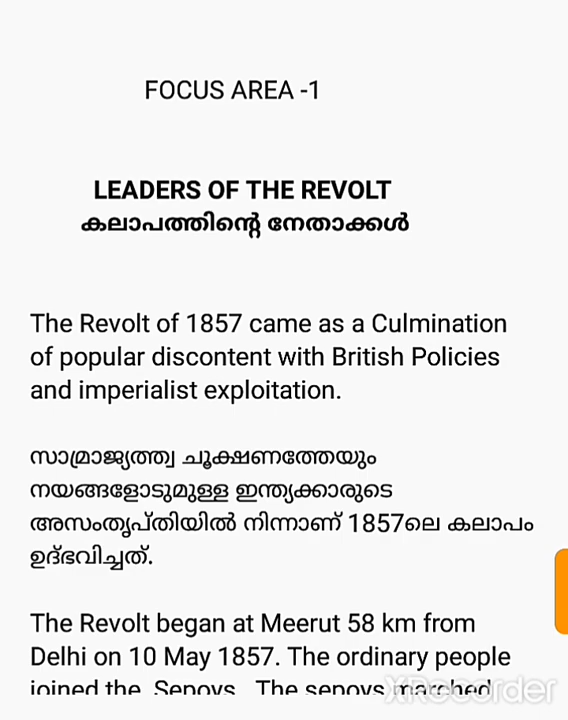 FOCUS AREA -1
LEADERS OF THE REVOLT
കലാപത്തിന്റെ നേതാക്കൾ
The Revolt of 1857 came as a Culmination
of popular discontent with British Policies
and imperialist exploitation.
സാമ്രാജ്യത്ത്വ ചൂക്ഷണത്തേയും
നയങ്ങളോടുമുള്ള ഇന്ത്യക്കാരുടെ
അസംതൃപ്തിയിൽ നിന്നാണ് 1857ലെ കലാപം
ഉദ്ഭവിച്ചത്.
The Revolt began at Meerut 58 km from
Delhi on 10 May 1857. The ordinary people
joined the Sepoys. The sepoys marched
XRecorder